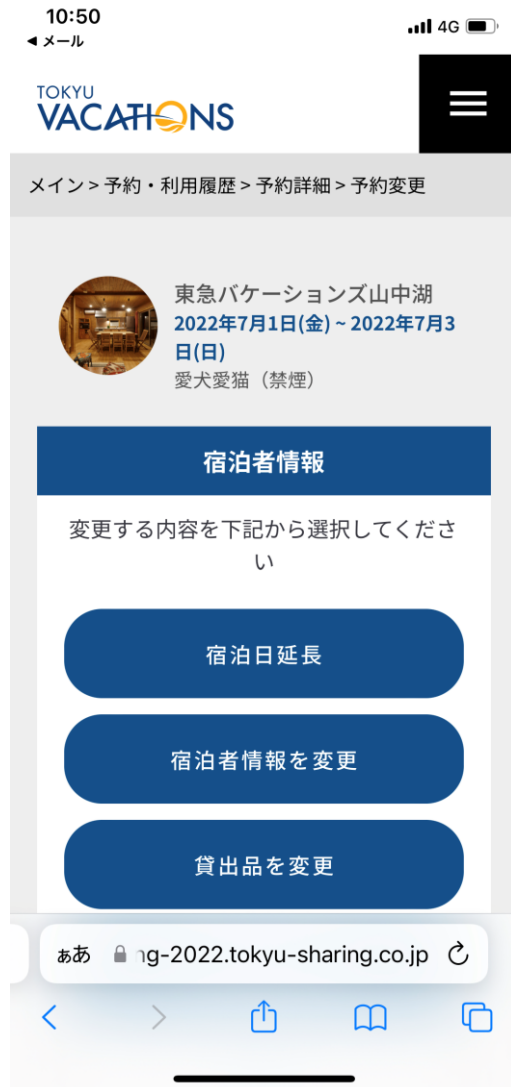 10:50
4G
◀ メール
TOKYU
VACATIONS
メイン > 予約・利用履歴 > 予約詳細 > 予約変更
東急バケーションズ山中湖
2022年7月1日(金) ~ 2022年7月3
日(日)
愛犬愛猫（禁煙）
宿泊者情報
変更する内容を下記から選択してくださ
い
宿泊日延長
宿泊者情報を変更
貸出品を変更
ぁあ
ng-2022.tokyu-sharing.co.jp